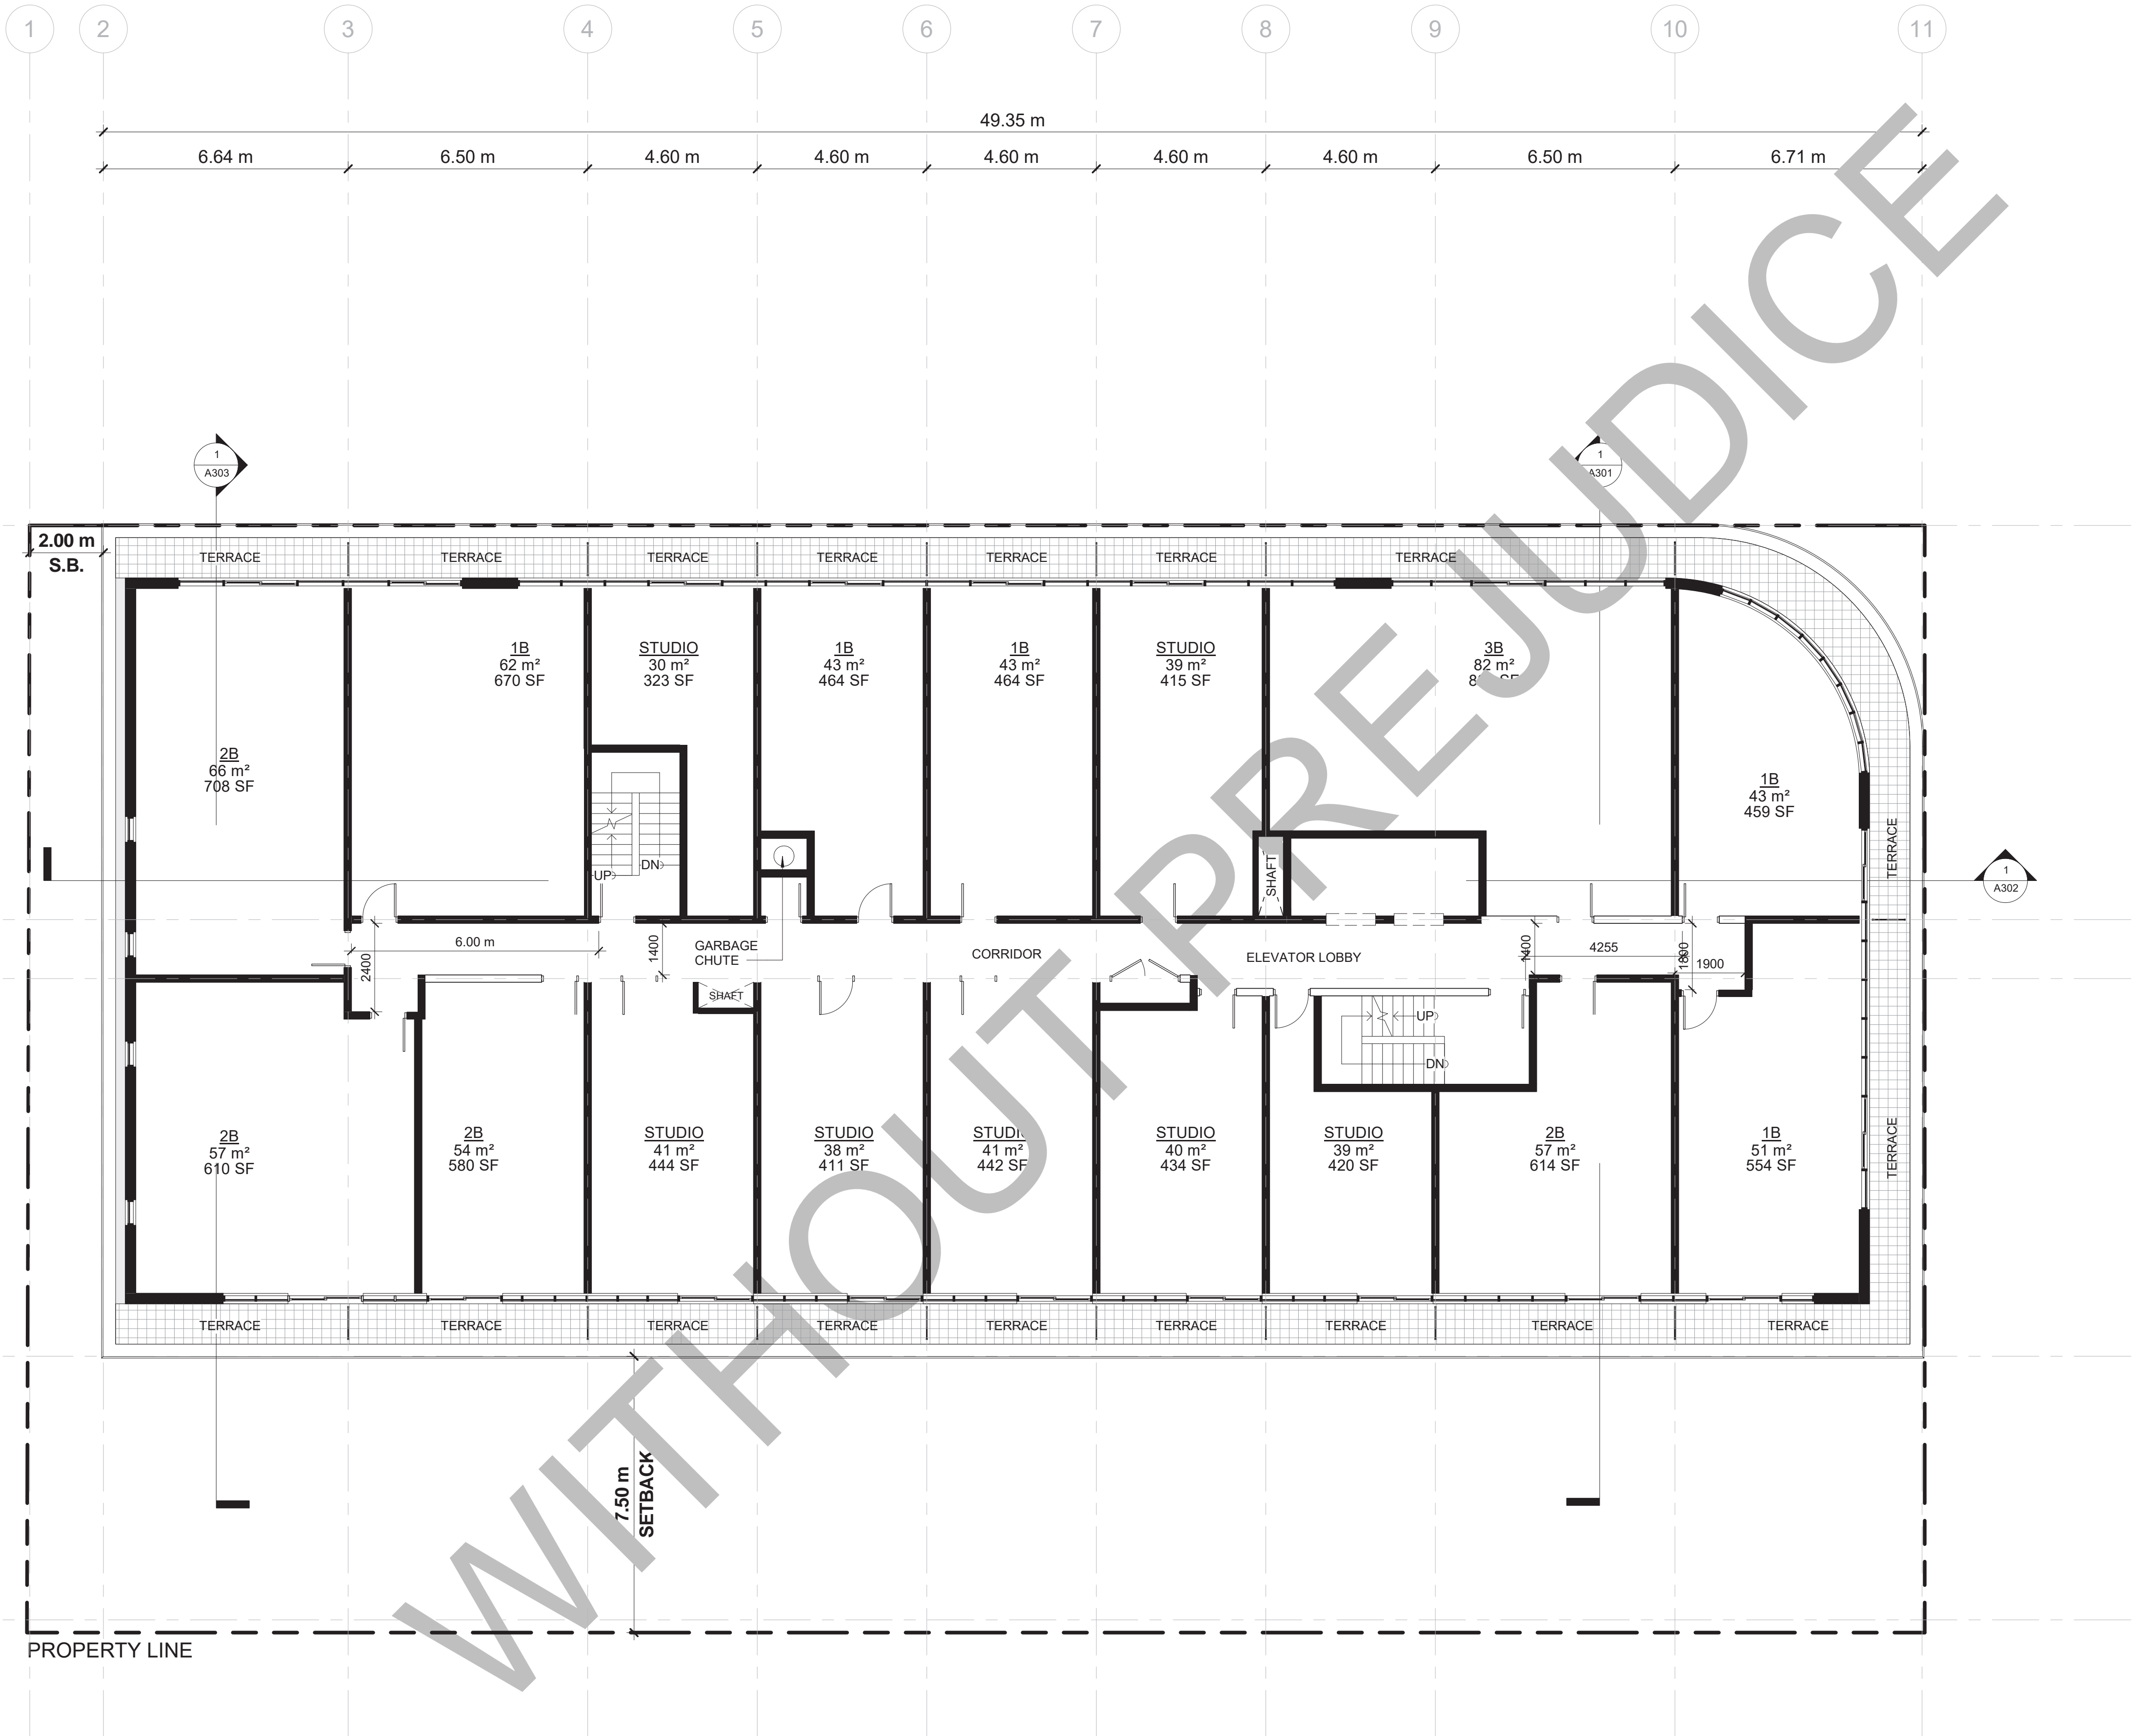 1 2 3 4 5 6 7 8 9 10 11
49.35 m
6.64 m 6.50 m 4.60 m 4.60 m 4.60 m 4.60 m 4.60 m 6.50 m 6.71 m
1
A303
1
A301
2.00 m
S.B.
TERRACE TERRACE TERRACE TERRACE TERRACE TERRACE TERRACE
1B
62 m²
670 SF
STUDIO
30 m²
323 SF
1B
43 m²
464 SF
1B
43 m²
464 SF
STUDIO
39 m²
415 SF
3B
82 m²
SF
2B
66 m²
708 SF
1B
43 m²
459 SF
TERRACE
UP
DN
SHAFT
1
A302
6.00 m
2400
1400
GARBAGE
CHUTE
CORRIDOR
ELEVATOR LOBBY
1400
4255
1800
1900
SHAFT
UP
DN
2B
57 m²
610 SF
2B
54 m²
580 SF
STUDIO
41 m²
444 SF
STUDIO
38 m²
411 SF
STUDIO
41 m²
442 SF
STUDIO
40 m²
434 SF
STUDIO
39 m²
420 SF
2B
57 m²
614 SF
1B
51 m²
554 SF
TERRACE
TERRACE TERRACE TERRACE TERRACE TERRACE TERRACE TERRACE TERRACE TERRACE
7.50 m
SETBACK
PROPERTY LINE
WITHOUT PREJUDICE